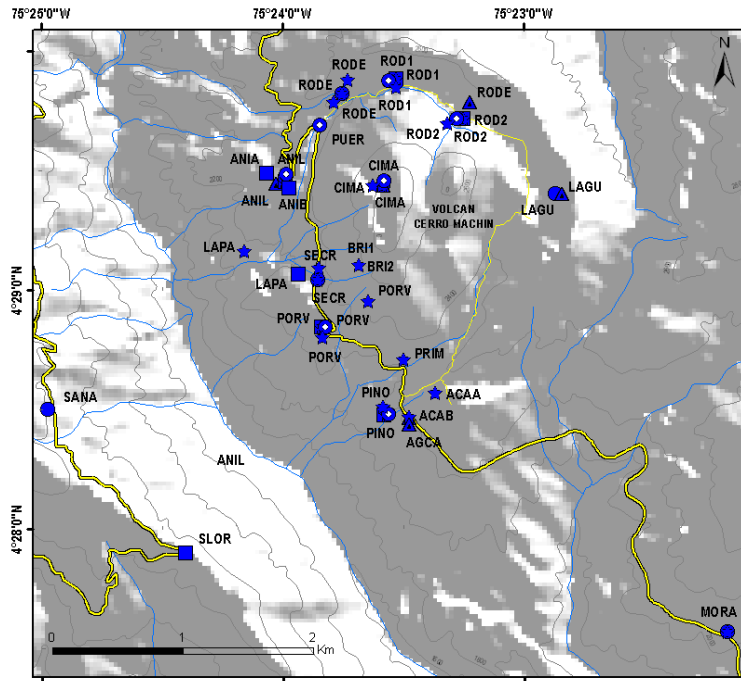 75°25'0"W
75°24'0"W
75°23'0"W
N
RODE
ROD1
ROD1
RODE
RODE
ROD1
RODE
PUER
ROD2
ROD2
ROD2
ANIA
ANIL
CIMA
CIMA
CIMA
ANIL
ANIB
LAGU
LAGU
VOLCAN
CERRO MACHIN
LAPA
SECR
BRI1
BRI2
LAPA
SECR
PORV
PORV
PORV
PORV
4°29'0"N
PRIM
SANA
PINO
ACAA
PINO
ACAB
AGCA
ANIL
4°28'0"N
SLOR
MORA
0
1
2
Km